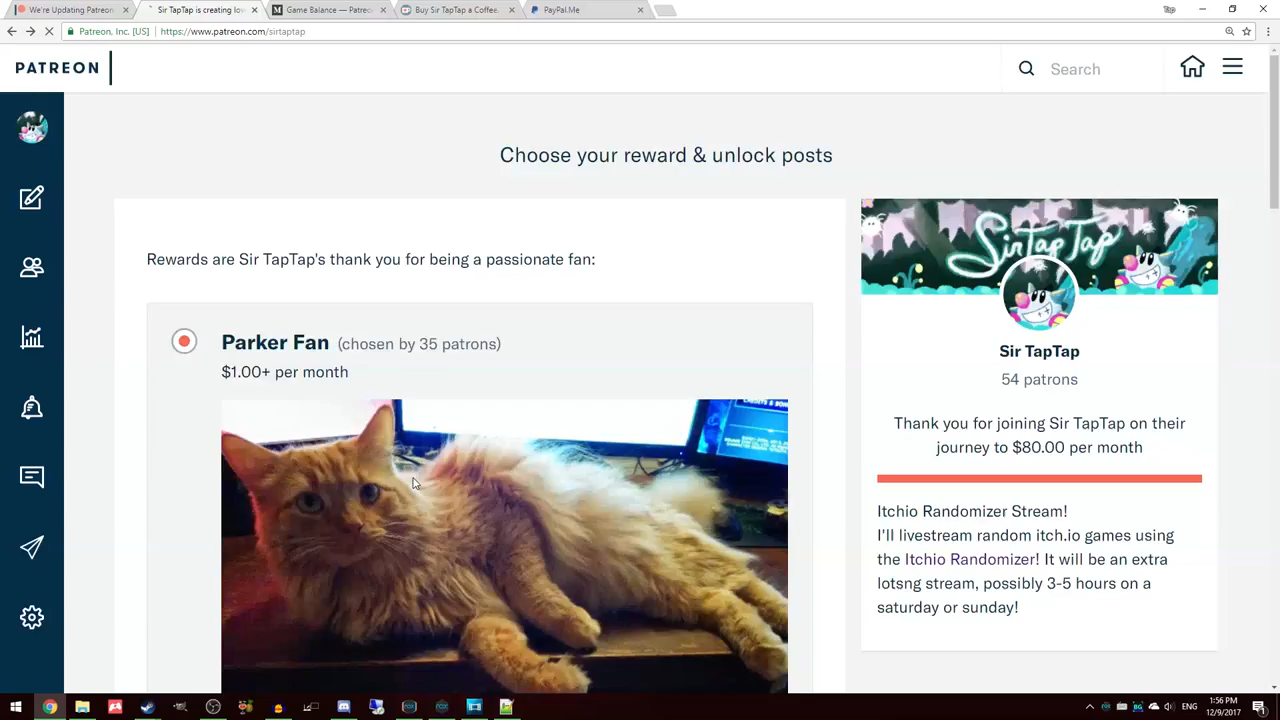 We're Updating Patreon
Sir TapTap is creating lov
Game Balance — Patreo
Buy Sir TapTap a Coffee.
PayPal.Me
Tap
Patreon, Inc. [US]
https://www.patreon.com/sirtaptap
PATREON
Search
Choose your reward & unlock posts
Rewards are Sir TapTap's thank you for being a passionate fan:
Parker Fan (chosen by 35 patrons)
$1.00+ per month
SirTapTap
Sir TapTap
54 patrons
Thank you for joining Sir TapTap on their
journey to $80.00 per month
Itchio Randomizer Stream!
I'll livestream random itch.io games using
the Itchio Randomizer! It will be an extra
lotsng stream, possibly 3-5 hours on a
saturday or sunday!
ENG
1:56 PM
12/9/2017